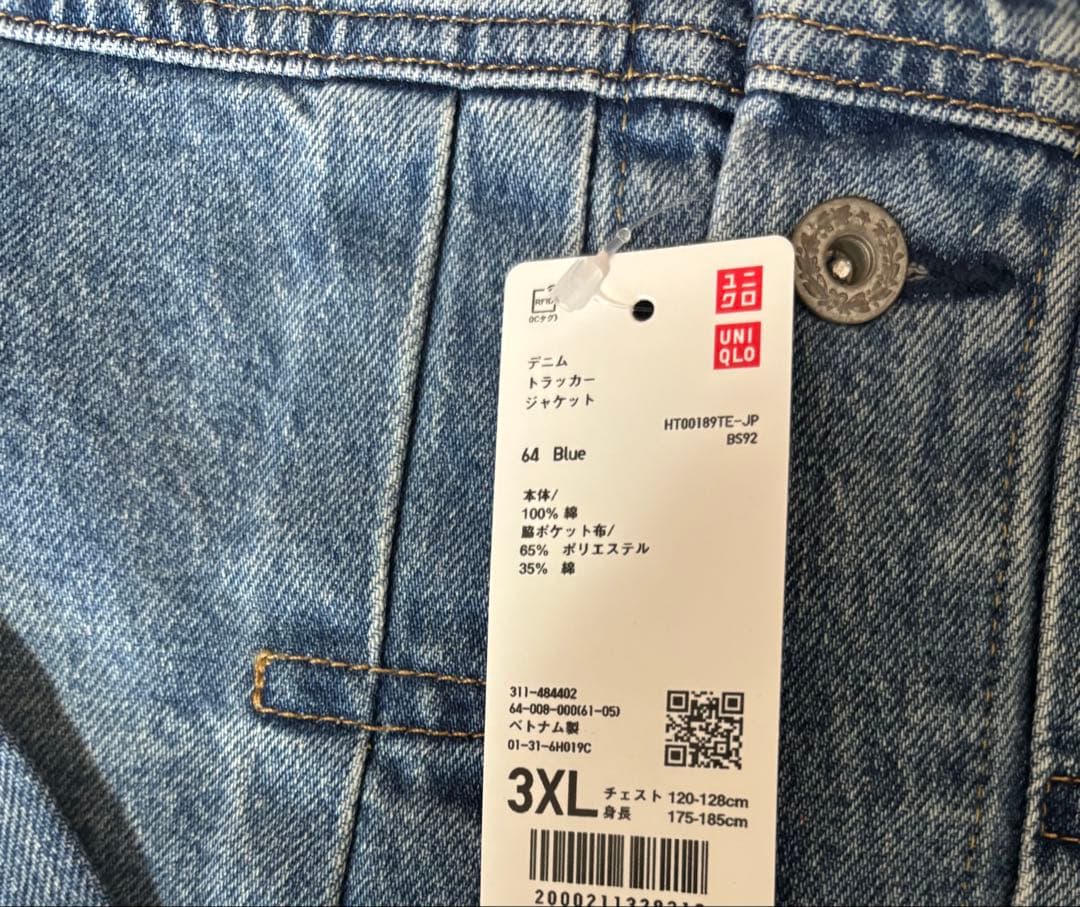 RFID
(ICタグ)
ユニ
クロ
UNI
QLO
デニム
トラッカー
ジャケット
HT00189TE-JP
BS92
64 Blue
本体/
100% 綿
脇ポケット布/
65% ポリエステル
35% 綿
311-484402
64-008-000(61-05)
ベトナム製
01-31-6H019C
3XL チェスト 120-128cm
身長 175-185cm